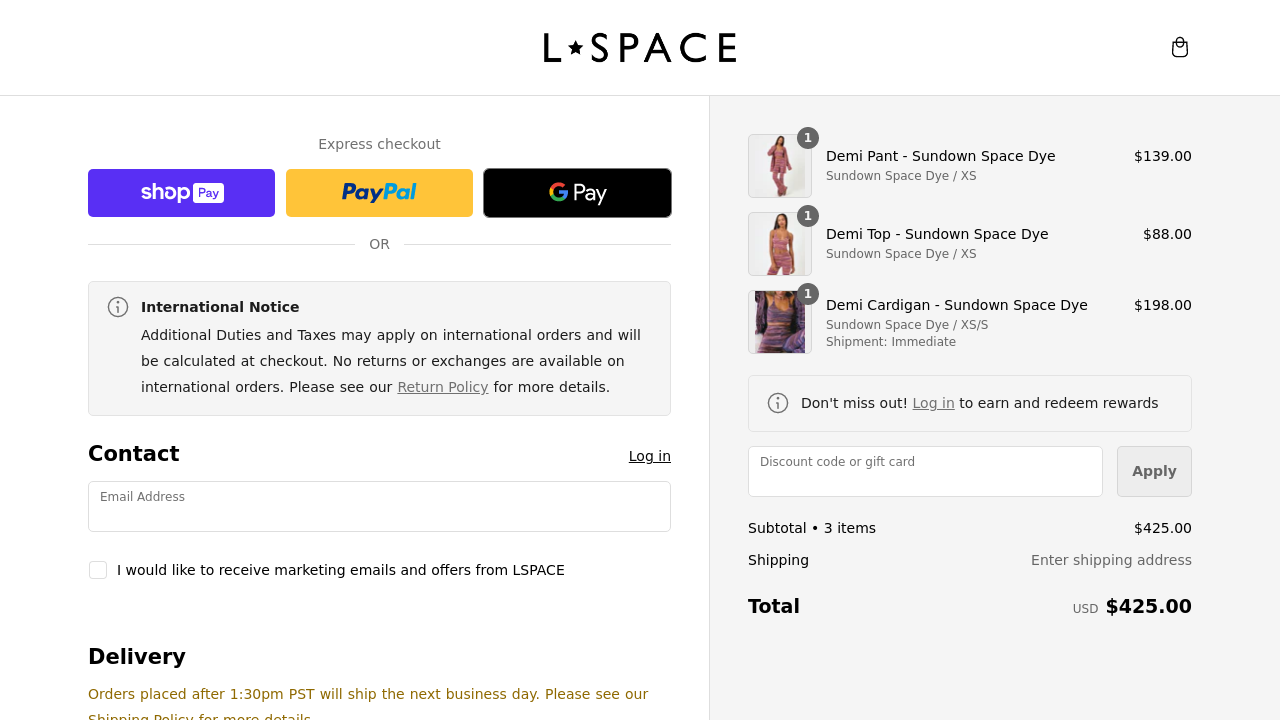 L★SPACE
Express checkout
shop Pay
PayPal
G Pay
OR
International Notice
Additional Duties and Taxes may apply on international orders and will
be calculated at checkout. No returns or exchanges are available on
international orders. Please see our Return Policy for more details.
Contact
Log in
Email Address
I would like to receive marketing emails and offers from LSPACE
Delivery
Orders placed after 1:30pm PST will ship the next business day. Please see our
Shipping Policy for more details.
1
Demi Pant - Sundown Space Dye
$139.00
Sundown Space Dye / XS
1
Demi Top - Sundown Space Dye
$88.00
Sundown Space Dye / XS
1
Demi Cardigan - Sundown Space Dye
$198.00
Sundown Space Dye / XS/S
Shipment: Immediate
Don't miss out! Log in to earn and redeem rewards
Discount code or gift card
Apply
Subtotal • 3 items
$425.00
Shipping
Enter shipping address
Total
USD $425.00